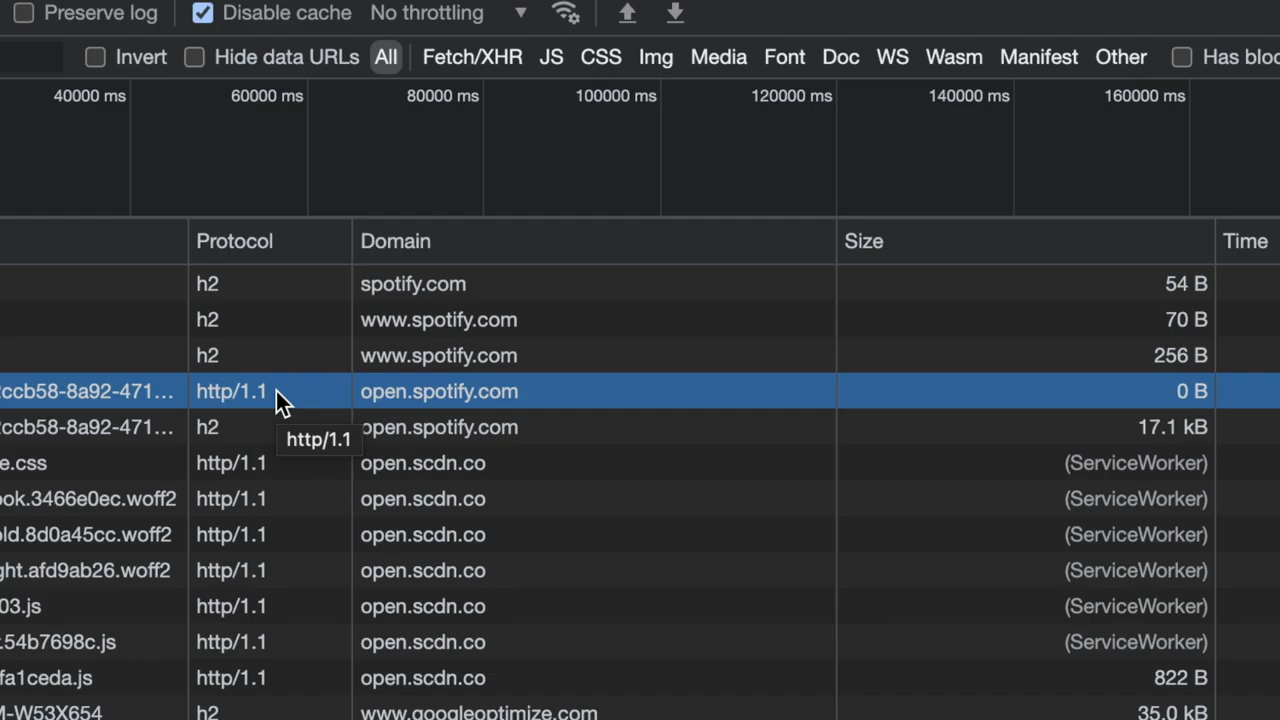 Preserve log Disable cache No throttling
Invert Hide data URLs All Fetch/XHR JS CSS Img Media Font Doc WS Wasm Manifest Other Has bloc
40000 ms 60000 ms 80000 ms 100000 ms 120000 ms 140000 ms 160000 ms
Protocol Domain Size Time
h2 spotify.com 54 B
h2 www.spotify.com 70 B
h2 www.spotify.com 256 B
ccb58-8a92-471... http/1.1 open.spotify.com 0 B
ccb58-8a92-471... h2 open.spotify.com 17.1 kB
http/1.1
e.css http/1.1 open.scdn.co (ServiceWorker)
ook.3466e0ec.woff2 http/1.1 open.scdn.co (ServiceWorker)
old.8d0a45cc.woff2 http/1.1 open.scdn.co (ServiceWorker)
ght.afd9ab26.woff2 http/1.1 open.scdn.co (ServiceWorker)
03.js http/1.1 open.scdn.co (ServiceWorker)
.54b7698c.js http/1.1 open.scdn.co (ServiceWorker)
fa1ceda.js http/1.1 open.scdn.co 822 B
M-W53X654 h2 www.googleoptimize.com 35.0 kB